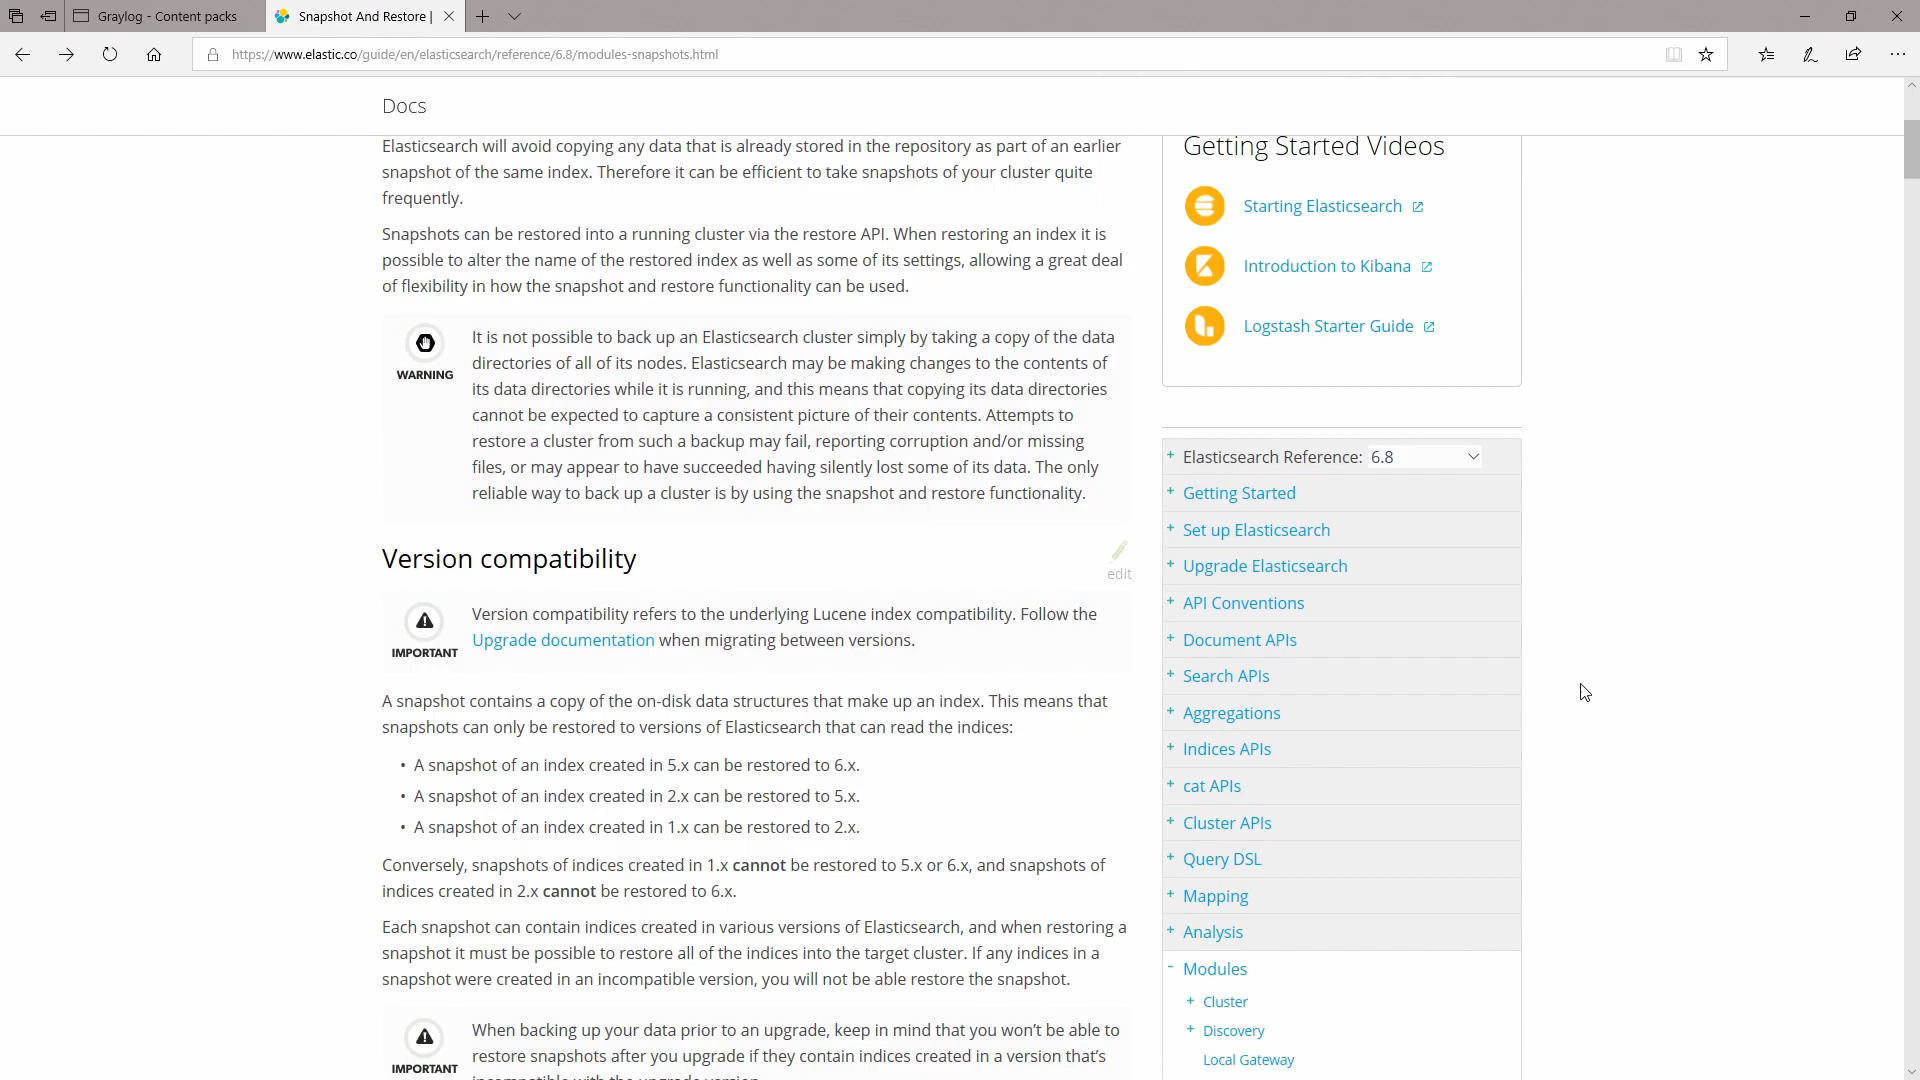 Graylog - Content packs
Snapshot And Restore |
https://www.elastic.co/guide/en/elasticsearch/reference/6.8/modules-snapshots.html
Docs
Elasticsearch will avoid copying any data that is already stored in the repository as part of an earlier
snapshot of the same index. Therefore it can be efficient to take snapshots of your cluster quite
frequently.
Snapshots can be restored into a running cluster via the restore API. When restoring an index it is
possible to alter the name of the restored index as well as some of its settings, allowing a great deal
of flexibility in how the snapshot and restore functionality can be used.
WARNING
It is not possible to back up an Elasticsearch cluster simply by taking a copy of the data
directories of all of its nodes. Elasticsearch may be making changes to the contents of
its data directories while it is running, and this means that copying its data directories
cannot be expected to capture a consistent picture of their contents. Attempts to
restore a cluster from such a backup may fail, reporting corruption and/or missing
files, or may appear to have succeeded having silently lost some of its data. The only
reliable way to back up a cluster is by using the snapshot and restore functionality.
Version compatibility
edit
IMPORTANT
Version compatibility refers to the underlying Lucene index compatibility. Follow the
Upgrade documentation when migrating between versions.
A snapshot contains a copy of the on-disk data structures that make up an index. This means that
snapshots can only be restored to versions of Elasticsearch that can read the indices:
• A snapshot of an index created in 5.x can be restored to 6.x.
• A snapshot of an index created in 2.x can be restored to 5.x.
• A snapshot of an index created in 1.x can be restored to 2.x.
Conversely, snapshots of indices created in 1.x cannot be restored to 5.x or 6.x, and snapshots of
indices created in 2.x cannot be restored to 6.x.
Each snapshot can contain indices created in various versions of Elasticsearch, and when restoring a
snapshot it must be possible to restore all of the indices into the target cluster. If any indices in a
snapshot were created in an incompatible version, you will not be able restore the snapshot.
IMPORTANT
When backing up your data prior to an upgrade, keep in mind that you won't be able to
restore snapshots after you upgrade if they contain indices created in a version that's
incompatible with the upgrade version.
Getting Started Videos
Starting Elasticsearch
Introduction to Kibana
Logstash Starter Guide
+ Elasticsearch Reference: 6.8
+ Getting Started
+ Set up Elasticsearch
+ Upgrade Elasticsearch
+ API Conventions
+ Document APIs
+ Search APIs
+ Aggregations
+ Indices APIs
+ cat APIs
+ Cluster APIs
+ Query DSL
+ Mapping
+ Analysis
- Modules
+ Cluster
+ Discovery
Local Gateway